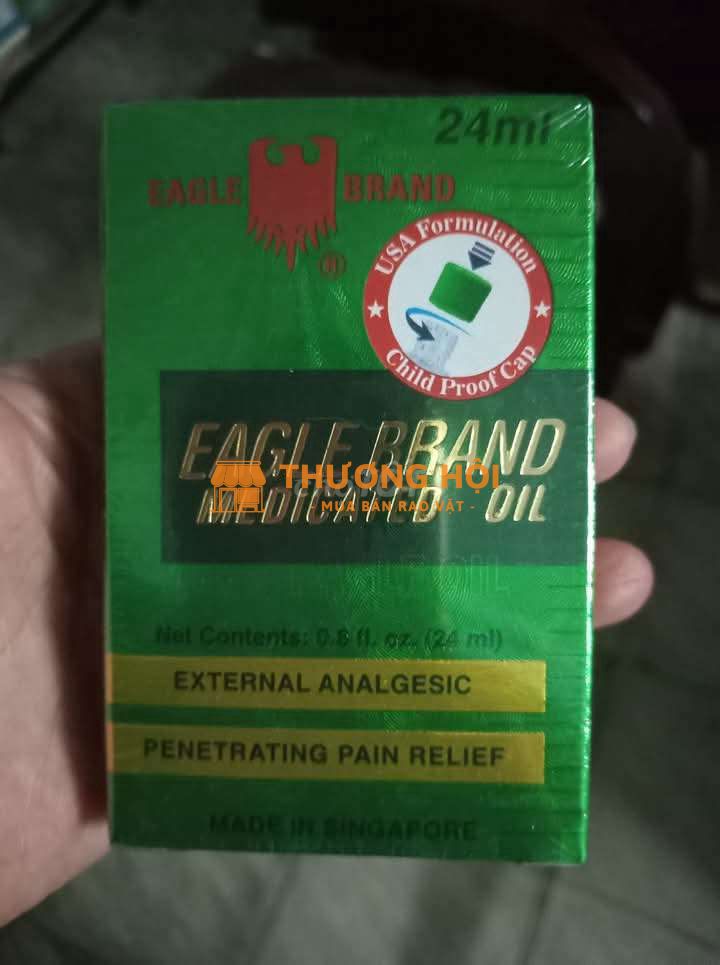 24ml
EAGLE BRAND
®
USA Formulation
Child Proof Cap
EAGLE BRAND
MEDICATED OIL
THƯƠNG HỘI
- MUA BÁN RAO VẶT -
Net Contents: 0.8 fl. oz. (24 ml)
EXTERNAL ANALGESIC
PENETRATING PAIN RELIEF
MADE IN SINGAPORE